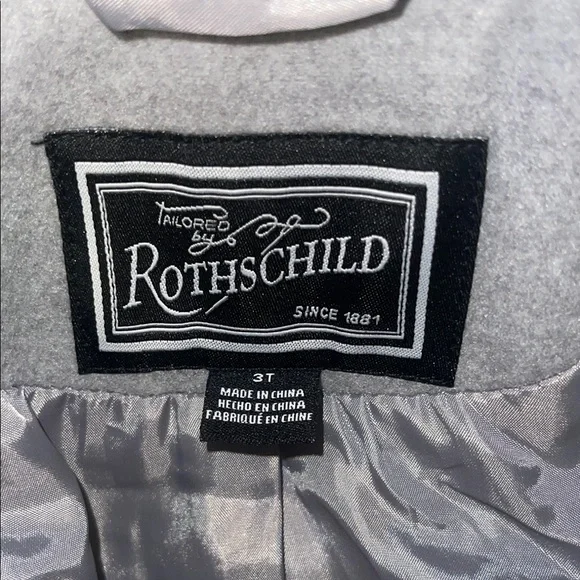 TAILORED
by
ROTHSCHILD
SINCE 1881
3T
MADE IN CHINA
HECHO EN CHINA
FABRIQUÉ EN CHINE